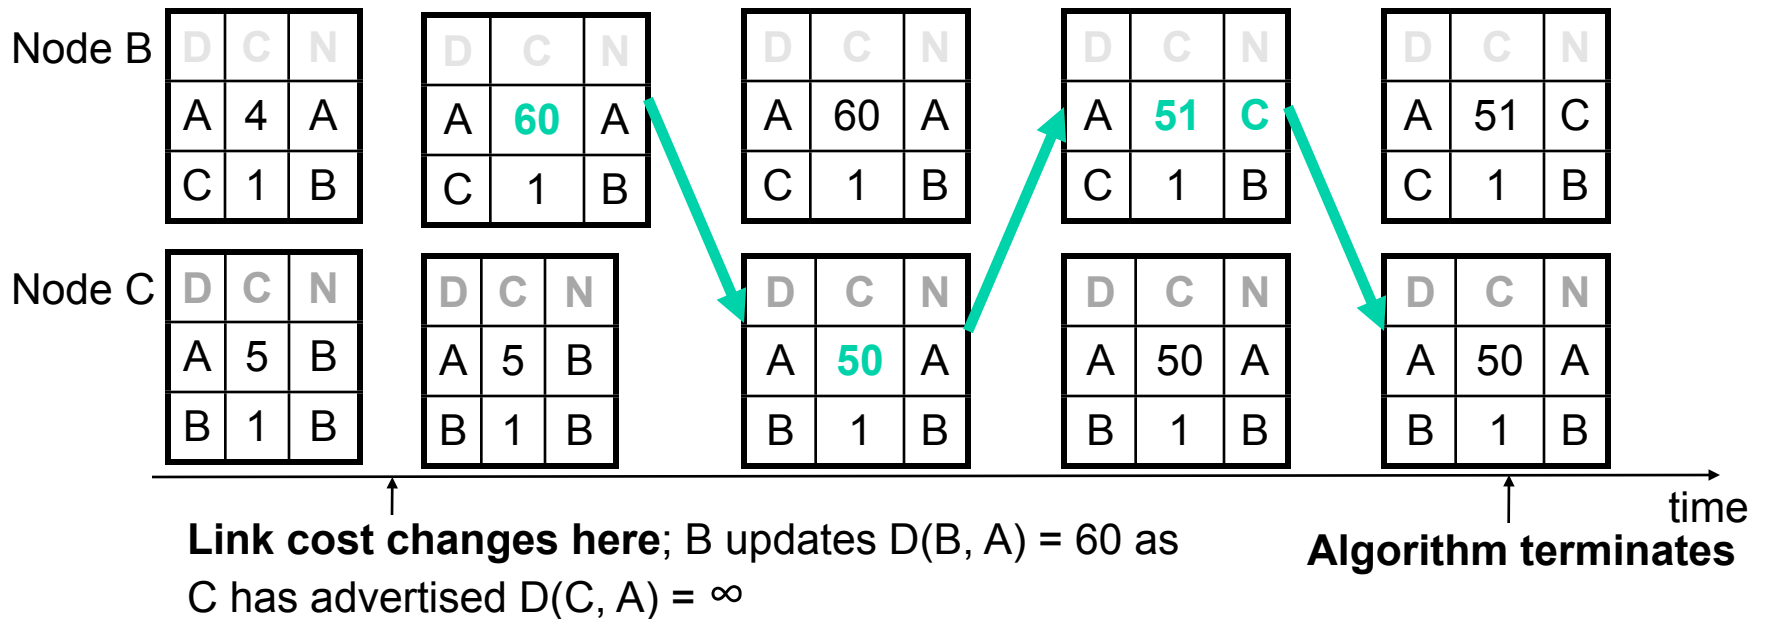 Node B
D C N D C N D C N D C N D C N
A 4 A A 60 A A 60 A A 51 C A 51 C
C 1 B C 1 B C 1 B C 1 B C 1 B
Node C
D C N D C N D C N D C N D C N
A 5 B A 5 B A 50 A A 50 A A 50 A
B 1 B B 1 B B 1 B B 1 B B 1 B
time
Link cost changes here; B updates D(B, A) = 60 as
C has advertised D(C, A) = ∞
Algorithm terminates